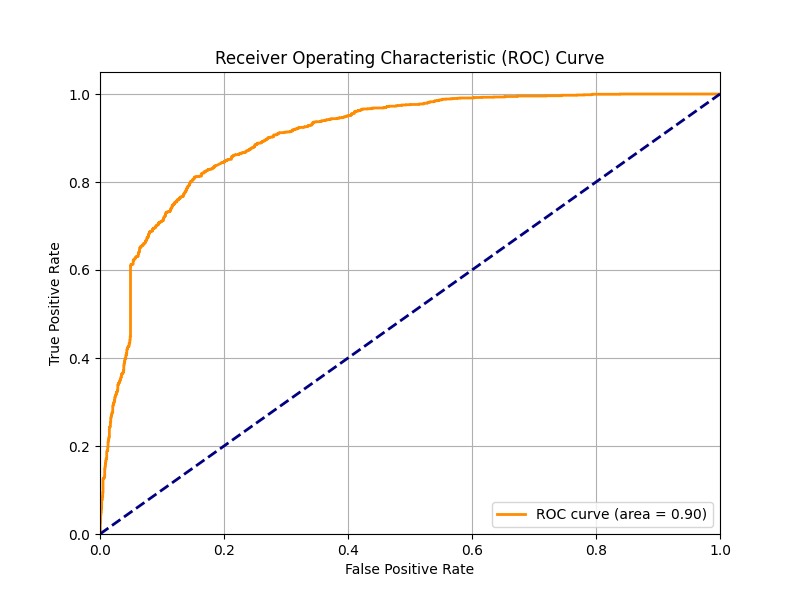 Receiver Operating Characteristic (ROC) Curve
True Positive Rate
1.0
0.8
0.6
0.4
0.2
0.0
0.0 0.2 0.4 0.6 0.8 1.0
False Positive Rate
ROC curve (area = 0.90)